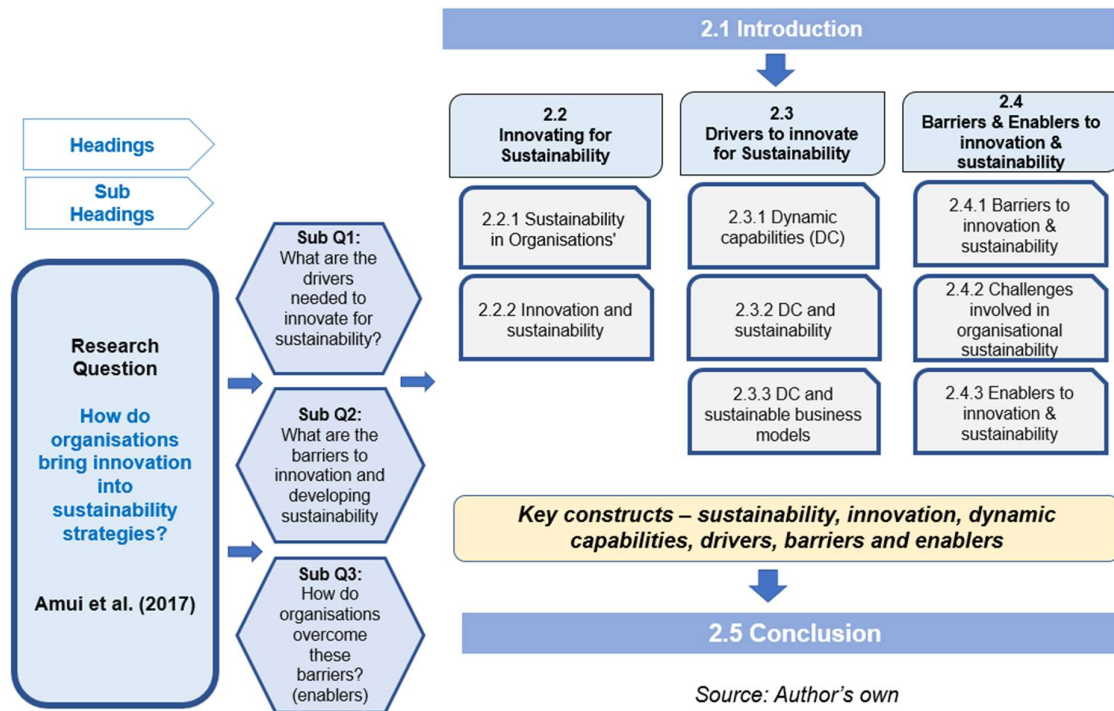 Headings
Sub
Headings
Research
Question
How do
organisations
bring innovation
into
sustainability
strategies?
Amui et al. (2017)
Sub Q1:
What are the
drivers
needed to
innovate for
sustainability?
Sub Q2:
What are the
barriers to
innovation and
developing
sustainability
Sub Q3:
How do
organisations
overcome
these
barriers?
(enablers)
2.1 Introduction
2.2
Innovating for
Sustainability
2.2.1 Sustainability
in Organisations'
2.2.2 Innovation and
sustainability
2.3
Drivers to innovate
for Sustainability
2.3.1 Dynamic
capabilities (DC)
2.3.2 DC and
sustainability
2.3.3 DC and
sustainable business
models
2.4
Barriers & Enablers to
innovation &
sustainability
2.4.1 Barriers to
innovation &
sustainability
2.4.2 Challenges
involved in
organisational
sustainability
2.4.3 Enablers to
innovation &
sustainability
Key constructs – sustainability, innovation, dynamic
capabilities, drivers, barriers and enablers
2.5 Conclusion
Source: Author’s own